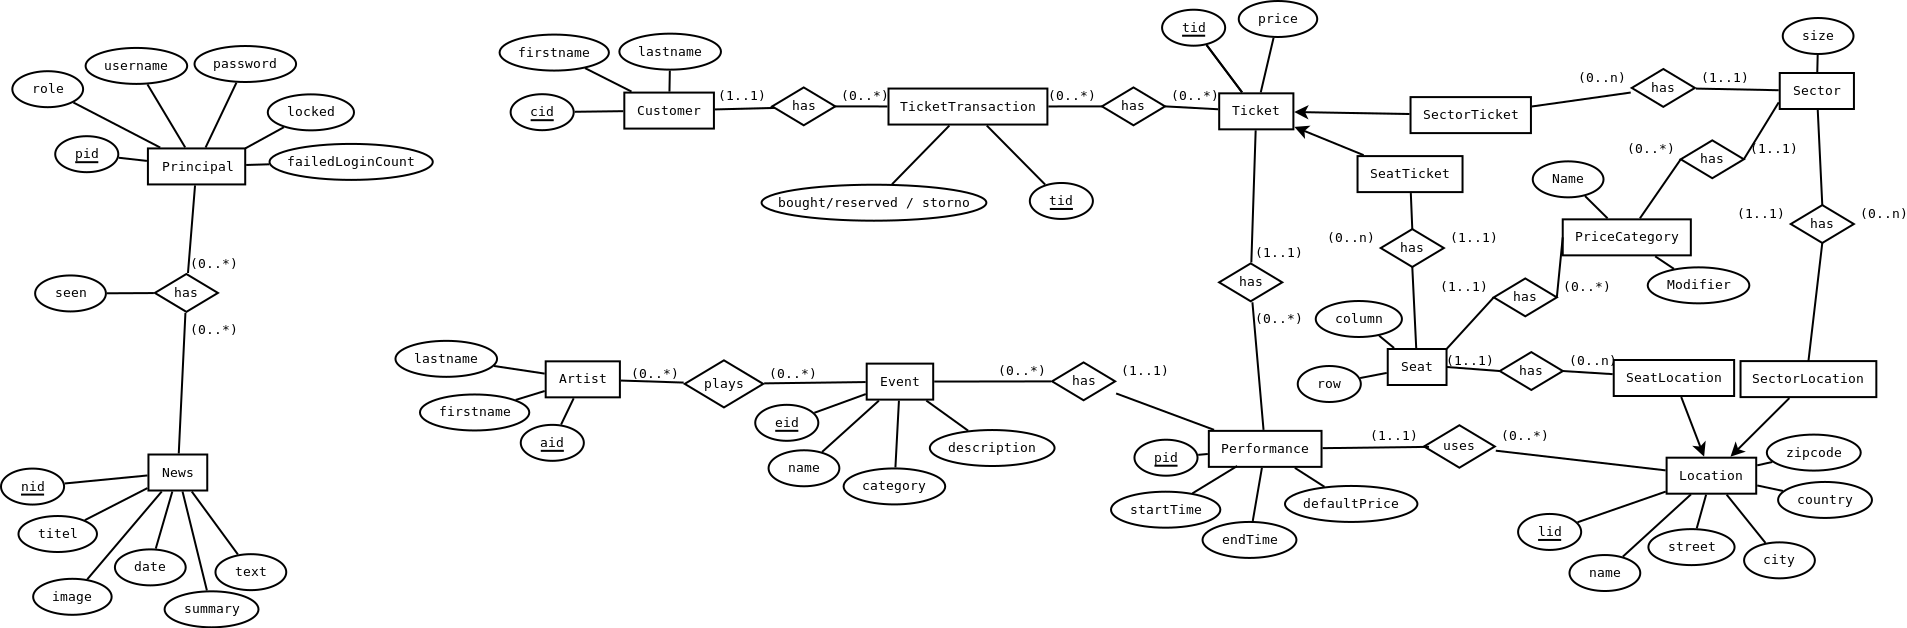 tid
price
size
firstname
lastname
username
password
role
locked
cid
Customer
(1..1)
has
(0..*)
TicketTransaction
(0..*)
has
(0..*)
Ticket
SectorTicket
(0..n)
has
(1..1)
Sector
pid
Principal
failedLoginCount
bought/reserved / storno
tid
SeatTicket
Name
(0..*)
has
(1..1)
(0..n)
has
(1..1)
PriceCategory
(1..1)
has
(0..n)
seen
has
(0..*)
(0..*)
(1..1)
has
(0..*)
(1..1)
has
(0..*)
Modifier
column
lastname
firstname
Artist
aid
(0..*)
plays
(0..*)
Event
(0..*)
has
(1..1)
row
Seat
(1..1)
has
(0..n)
SeatLocation
SectorLocation
eid
name
category
description
pid
Performance
(1..1)
uses
(0..*)
Location
zipcode
country
startTime
endTime
defaultPrice
lid
name
street
city
nid
News
titel
image
date
summary
text